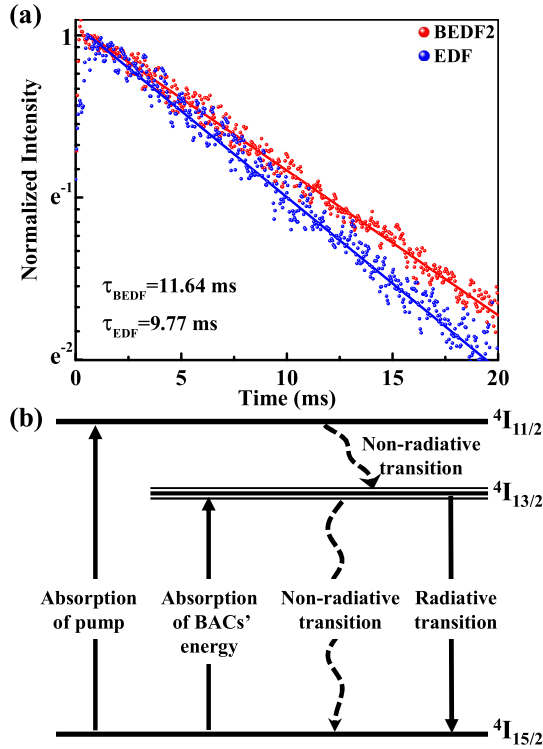 (a)
BEDF2
EDF
Normalized Intensity
1
e⁻¹
e⁻²
τBEDF=11.64 ms
τEDF=9.77 ms
0 5 10 15 20
Time (ms)
(b)
⁴I₁₁/₂
Non-radiative
transition
⁴I₁₃/₂
Absorption
of pump
Absorption
of BACs’
energy
Non-radiative
transition
Radiative
transition
⁴I₁₅/₂